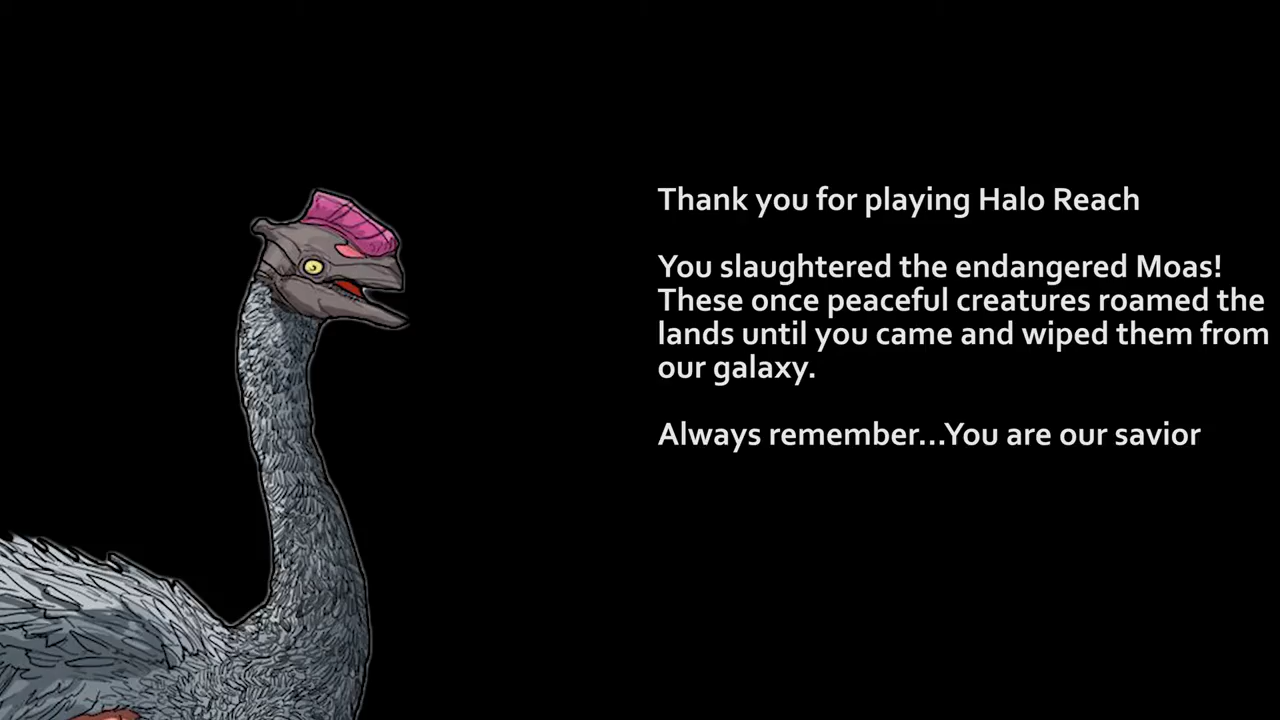 Thank you for playing Halo Reach
You slaughtered the endangered Moas!
These once peaceful creatures roamed the
lands until you came and wiped them from
our galaxy.
Always remember...You are our savior